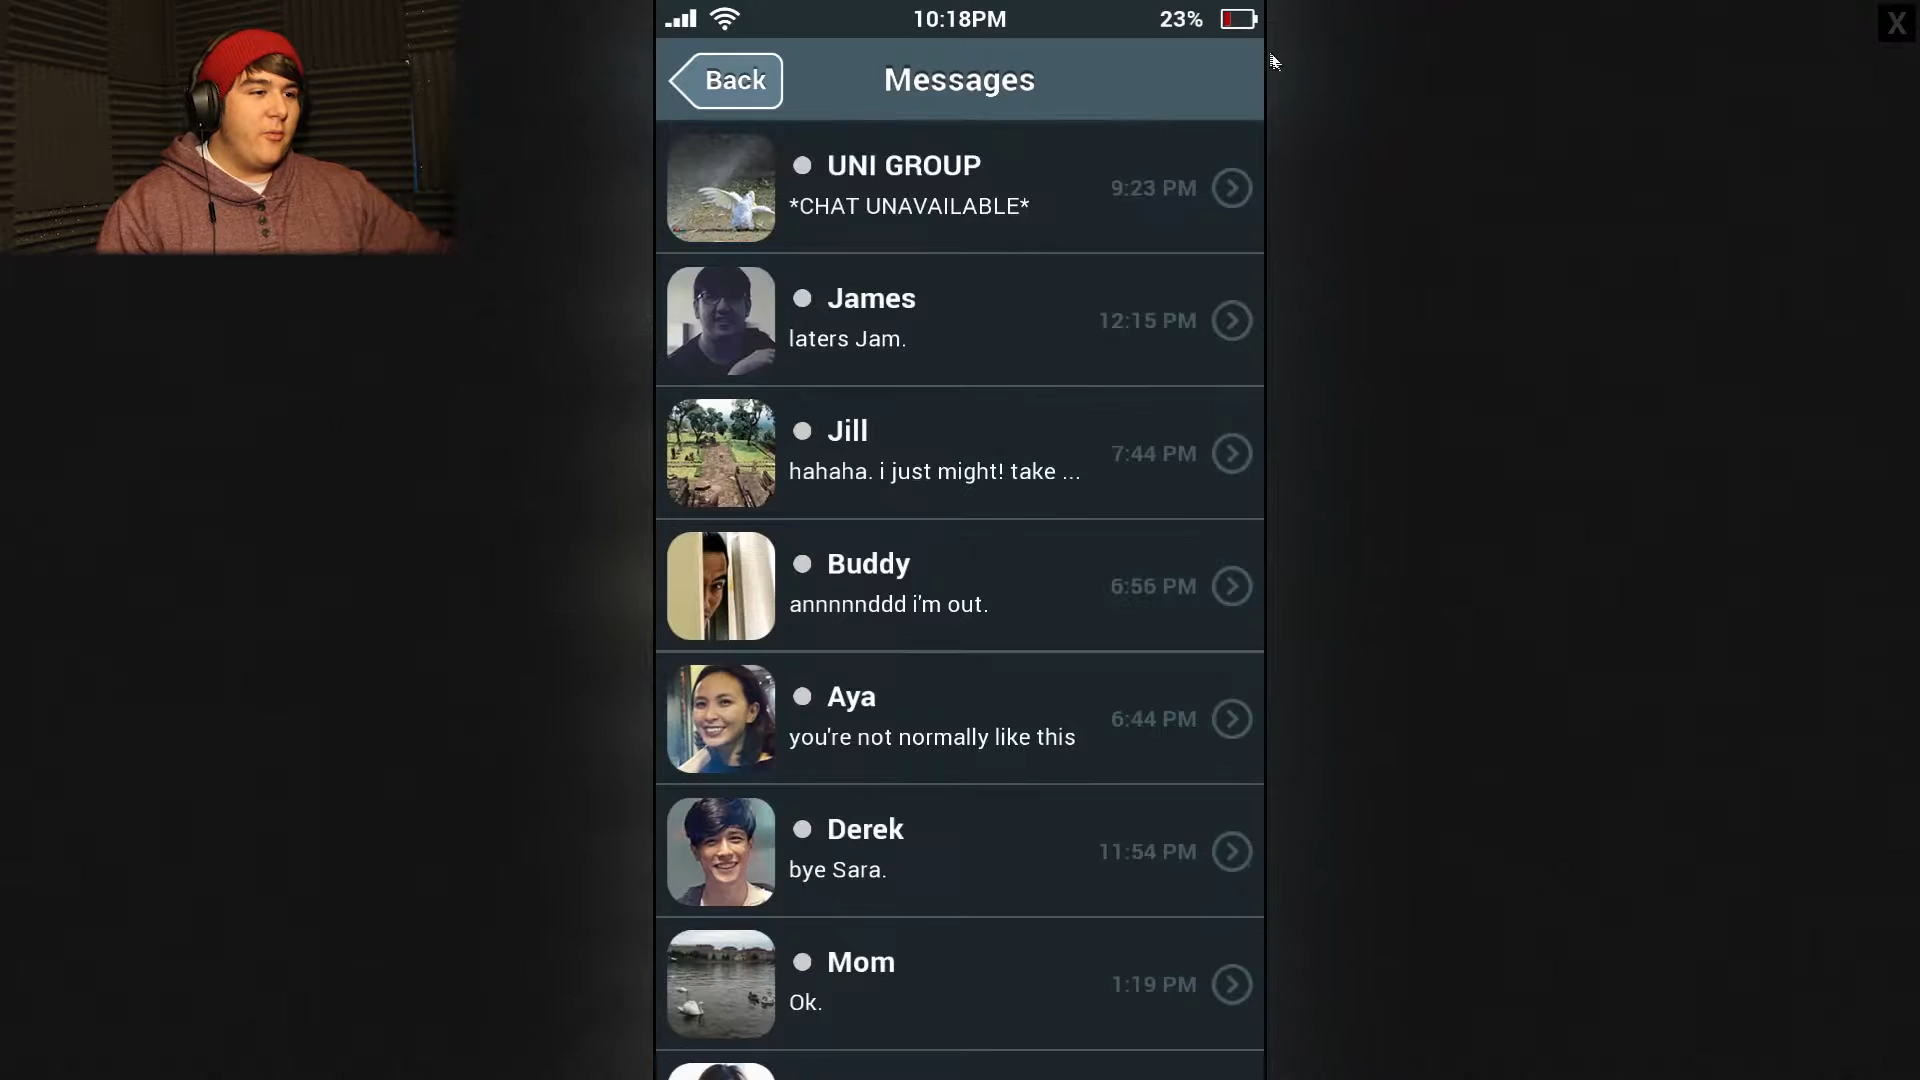 10:18PM
23%
Back
Messages
UNI GROUP
*CHAT UNAVAILABLE*
9:23 PM
James
laters Jam.
12:15 PM
Jill
hahaha. i just might! take ...
7:44 PM
Buddy
annnnnddd i'm out.
6:56 PM
Aya
you're not normally like this
6:44 PM
Derek
bye Sara.
11:54 PM
Mom
Ok.
1:19 PM
X